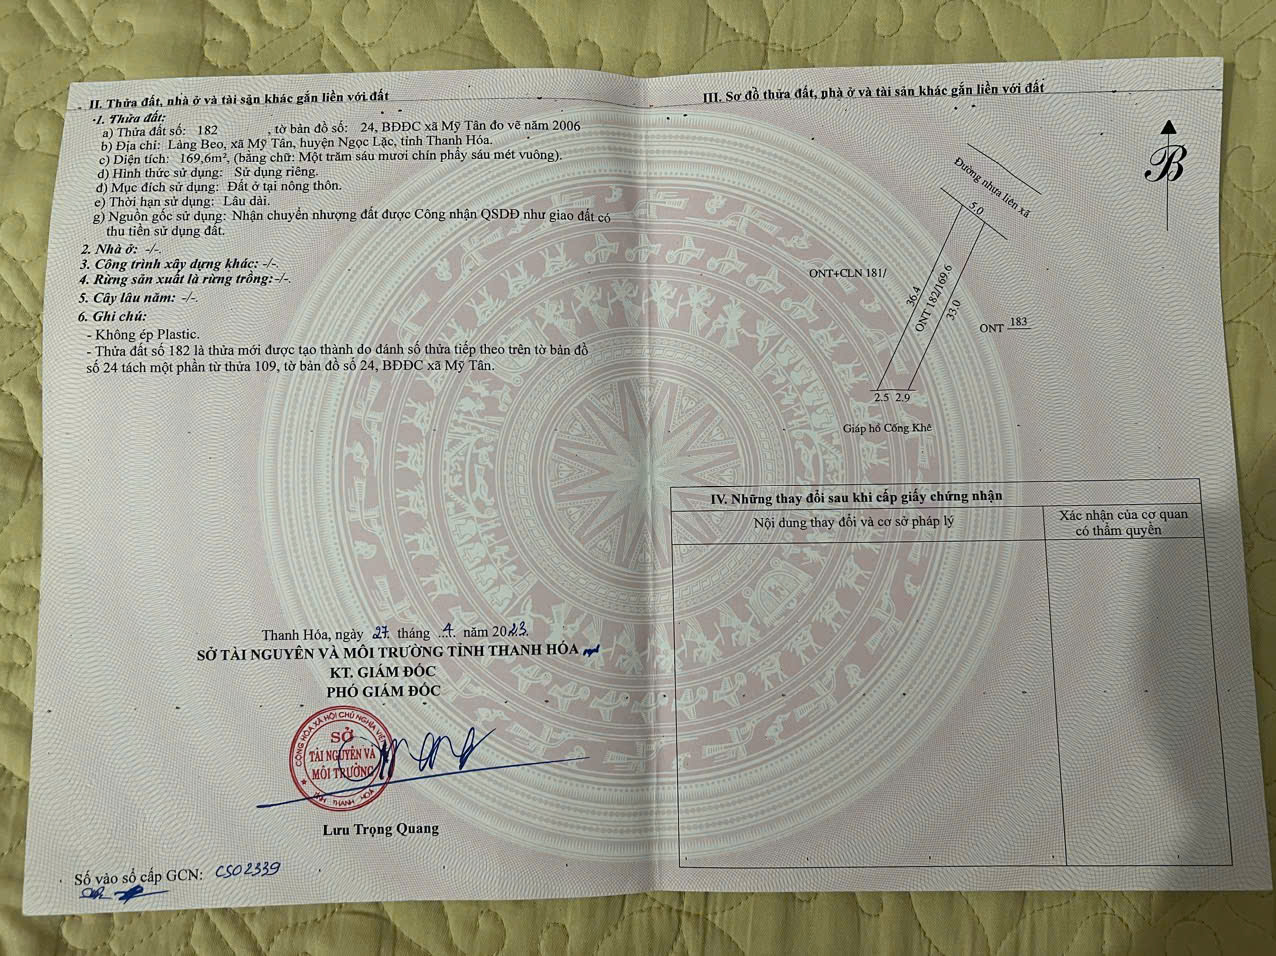 II. Thửa đất, nhà ở và tài sản khác gắn liền với đất
1. Thửa đất:
a) Thửa đất số: 182 , tờ bản đồ số: 24, BĐĐC xã Mỹ Tân đo vẽ năm 2006
b) Địa chỉ: Làng Beo, xã Mỹ Tân, huyện Ngọc Lặc, tỉnh Thanh Hóa.
c) Diện tích: 169,6m², (bằng chữ: Một trăm sáu mươi chín phẩy sáu mét vuông).
d) Hình thức sử dụng: Sử dụng riêng.
đ) Mục đích sử dụng: Đất ở tại nông thôn.
e) Thời hạn sử dụng: Lâu dài.
g) Nguồn gốc sử dụng: Nhận chuyển nhượng đất được Công nhận QSDĐ như giao đất có
thu tiền sử dụng đất.
2. Nhà ở: -/-.
3. Công trình xây dựng khác: -/-.
4. Rừng sản xuất là rừng trồng: -/-.
5. Cây lâu năm: -/-.
6. Ghi chú:
- Không ép Plastic.
- Thửa đất số 182 là thửa mới được tạo thành do đánh số thửa tiếp theo trên tờ bản đồ
số 24 tách một phần từ thửa 109, tờ bản đồ số 24, BĐĐC xã Mỹ Tân.
Thanh Hóa, ngày 27 tháng 4 năm 2023
SỞ TÀI NGUYÊN VÀ MÔI TRƯỜNG TỈNH THANH HÓA
KT. GIÁM ĐỐC
PHÓ GIÁM ĐỐC
CỘNG HÒA XÃ HỘI CHỦ NGHĨA VIỆT
SỞ
TÀI NGUYÊN VÀ
MÔI TRƯỜNG
TỈNH THANH HÓA
Lưu Trọng Quang
Số vào sổ cấp GCN: CS02339
III. Sơ đồ thửa đất, nhà ở và tài sản khác gắn liền với đất
B
Đường nhựa liên xã
5.0
ONT+CLN 181/
36.4
ONT 182/169.6
33.0
ONT 183
2.5 2.9
Giáp hồ Cống Khê
IV. Những thay đổi sau khi cấp giấy chứng nhận
Nội dung thay đổi và cơ sở pháp lý
Xác nhận của cơ quan
có thẩm quyền